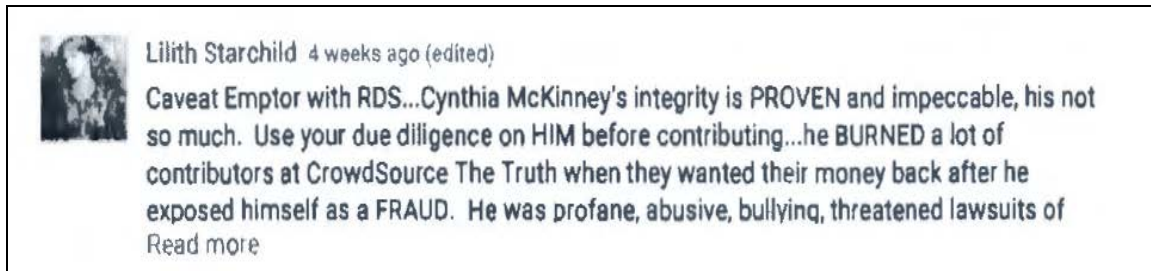 Lilith Starchild 4 weeks ago (edited)
Caveat Emptor with RDS...Cynthia McKinney's integrity is PROVEN and impeccable, his not
so much. Use your due diligence on HIM before contributing...he BURNED a lot of
contributors at CrowdSource The Truth when they wanted their money back after he
exposed himself as a FRAUD. He was profane, abusive, bullying, threatened lawsuits of
Read more